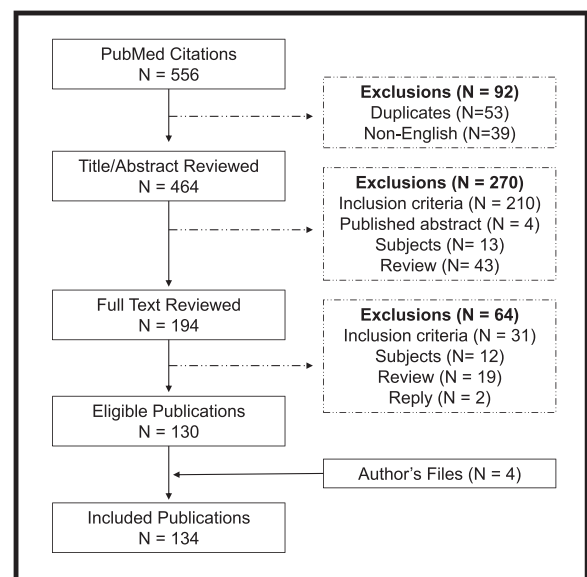 PubMed Citations
N = 556
Exclusions (N = 92)
Duplicates (N=53)
Non-English (N=39)
Title/Abstract Reviewed
N = 464
Exclusions (N = 270)
Inclusion criteria (N = 210)
Published abstract (N = 4)
Subjects (N= 13)
Review (N= 43)
Full Text Reviewed
N = 194
Exclusions (N = 64)
Inclusion criteria (N = 31)
Subjects (N= 12)
Review (N = 19)
Reply (N = 2)
Eligible Publications
N = 130
Author's Files (N = 4)
Included Publications
N = 134